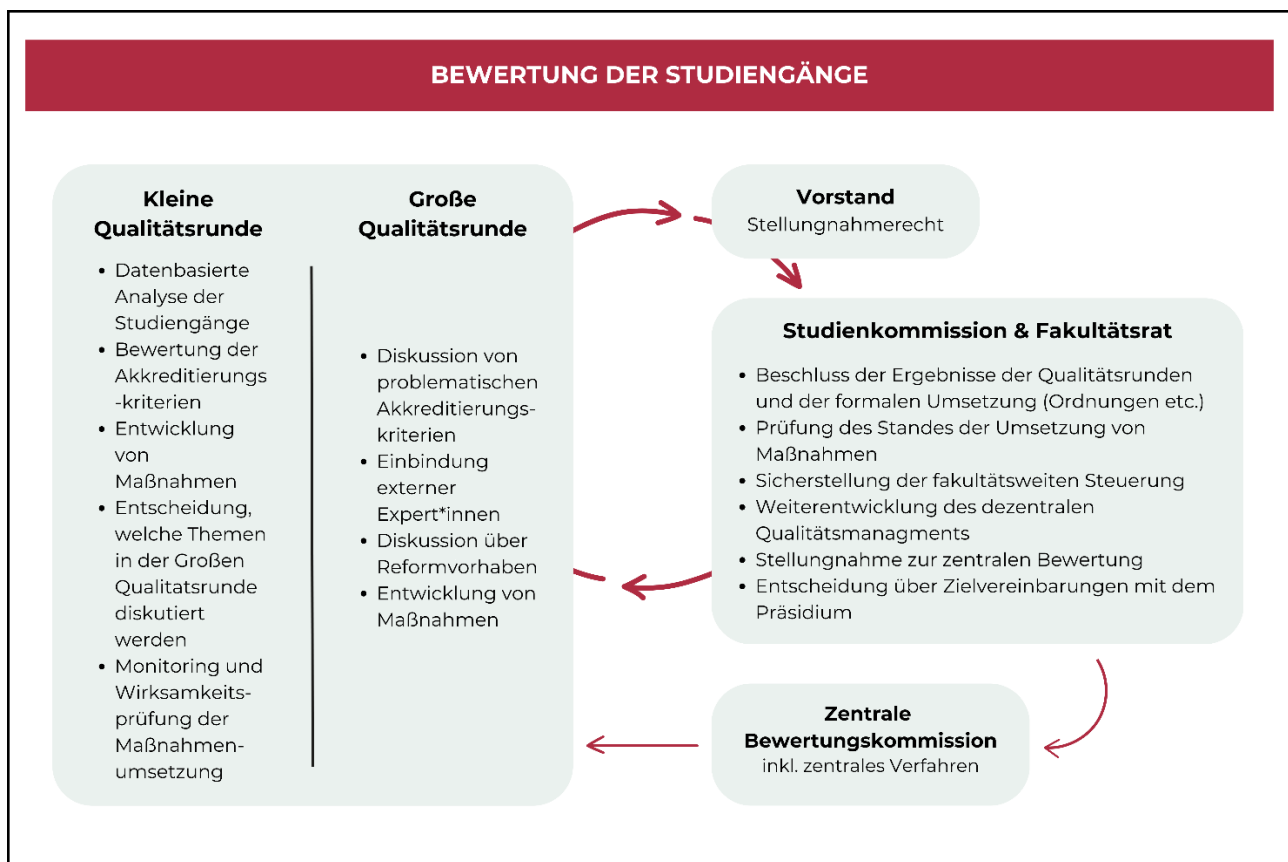 BEWERTUNG DER STUDIENGÄNGE
Kleine
Qualitätsrunde
• Datenbasierte
Analyse der
Studiengänge
• Bewertung der
Akkreditierungs
-kriterien
• Entwicklung
von
Maßnahmen
• Entscheidung,
welche Themen
in der Großen
Qualitatsrunde
diskutiert
werden
• Monitoring und
Wirksamkeits-
prüfung der
Maßnahmen-
umsetzung
Große
Qualitätsrunde
• Diskussion von
problematischen
Akkreditierungs-
kriterien
• Einbindung
externer
Expert*innen
• Diskussion über
Reformvorhaben
• Entwicklung von
Maßnahmen
Vorstand
Stellungnahmerecht
Studienkommission & Fakultätsrat
• Beschluss der Ergebnisse der Qualitätsrunden
und der formalen Umsetzung (Ordnungen etc.)
• Prüfung des Standes der Umsetzung von
Maßnahmen
• Sicherstellung der fakultätsweiten Steuerung
• Weiterentwicklung des dezentralen
Qualitätsmanagments
• Stellungnahme zur zentralen Bewertung
• Entscheidung über Zielvereinbarungen mit dem
Präsidium
Zentrale
Bewertungskommission
inkl. zentrales Verfahren